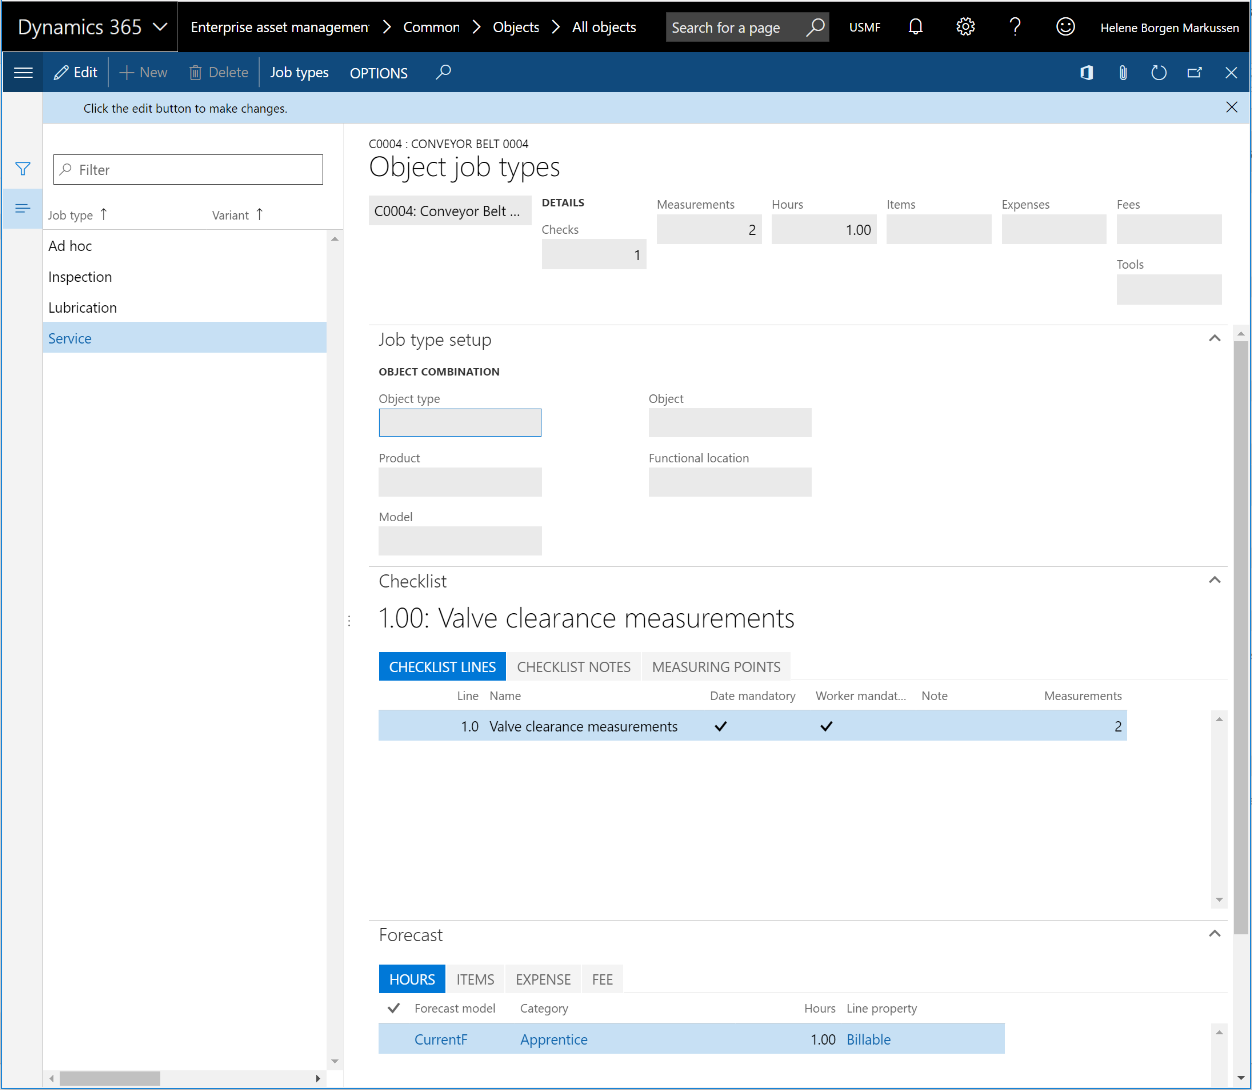 Dynamics 365
Enterprise asset managemen
Common
Objects
All objects
Search for a page
USMF
?
Helene Borgen Markussen
Edit
New
Delete
Job types
OPTIONS
Click the edit button to make changes.
Filter
Job type
Variant
Ad hoc
Inspection
Lubrication
Service
C0004 : CONVEYOR BELT 0004
Object job types
C0004: Conveyor Belt ...
DETAILS
Checks
1
Measurements
2
Hours
1.00
Items
Expenses
Fees
Tools
Job type setup
OBJECT COMBINATION
Object type
Object
Product
Functional location
Model
Checklist
1.00: Valve clearance measurements
CHECKLIST LINES
CHECKLIST NOTES
MEASURING POINTS
Line Name Date mandatory Worker mandat... Note Measurements
1.0 Valve clearance measurements 2
Forecast
HOURS
ITEMS
EXPENSE
FEE
Forecast model Category Hours Line property
CurrentF Apprentice 1.00 Billable